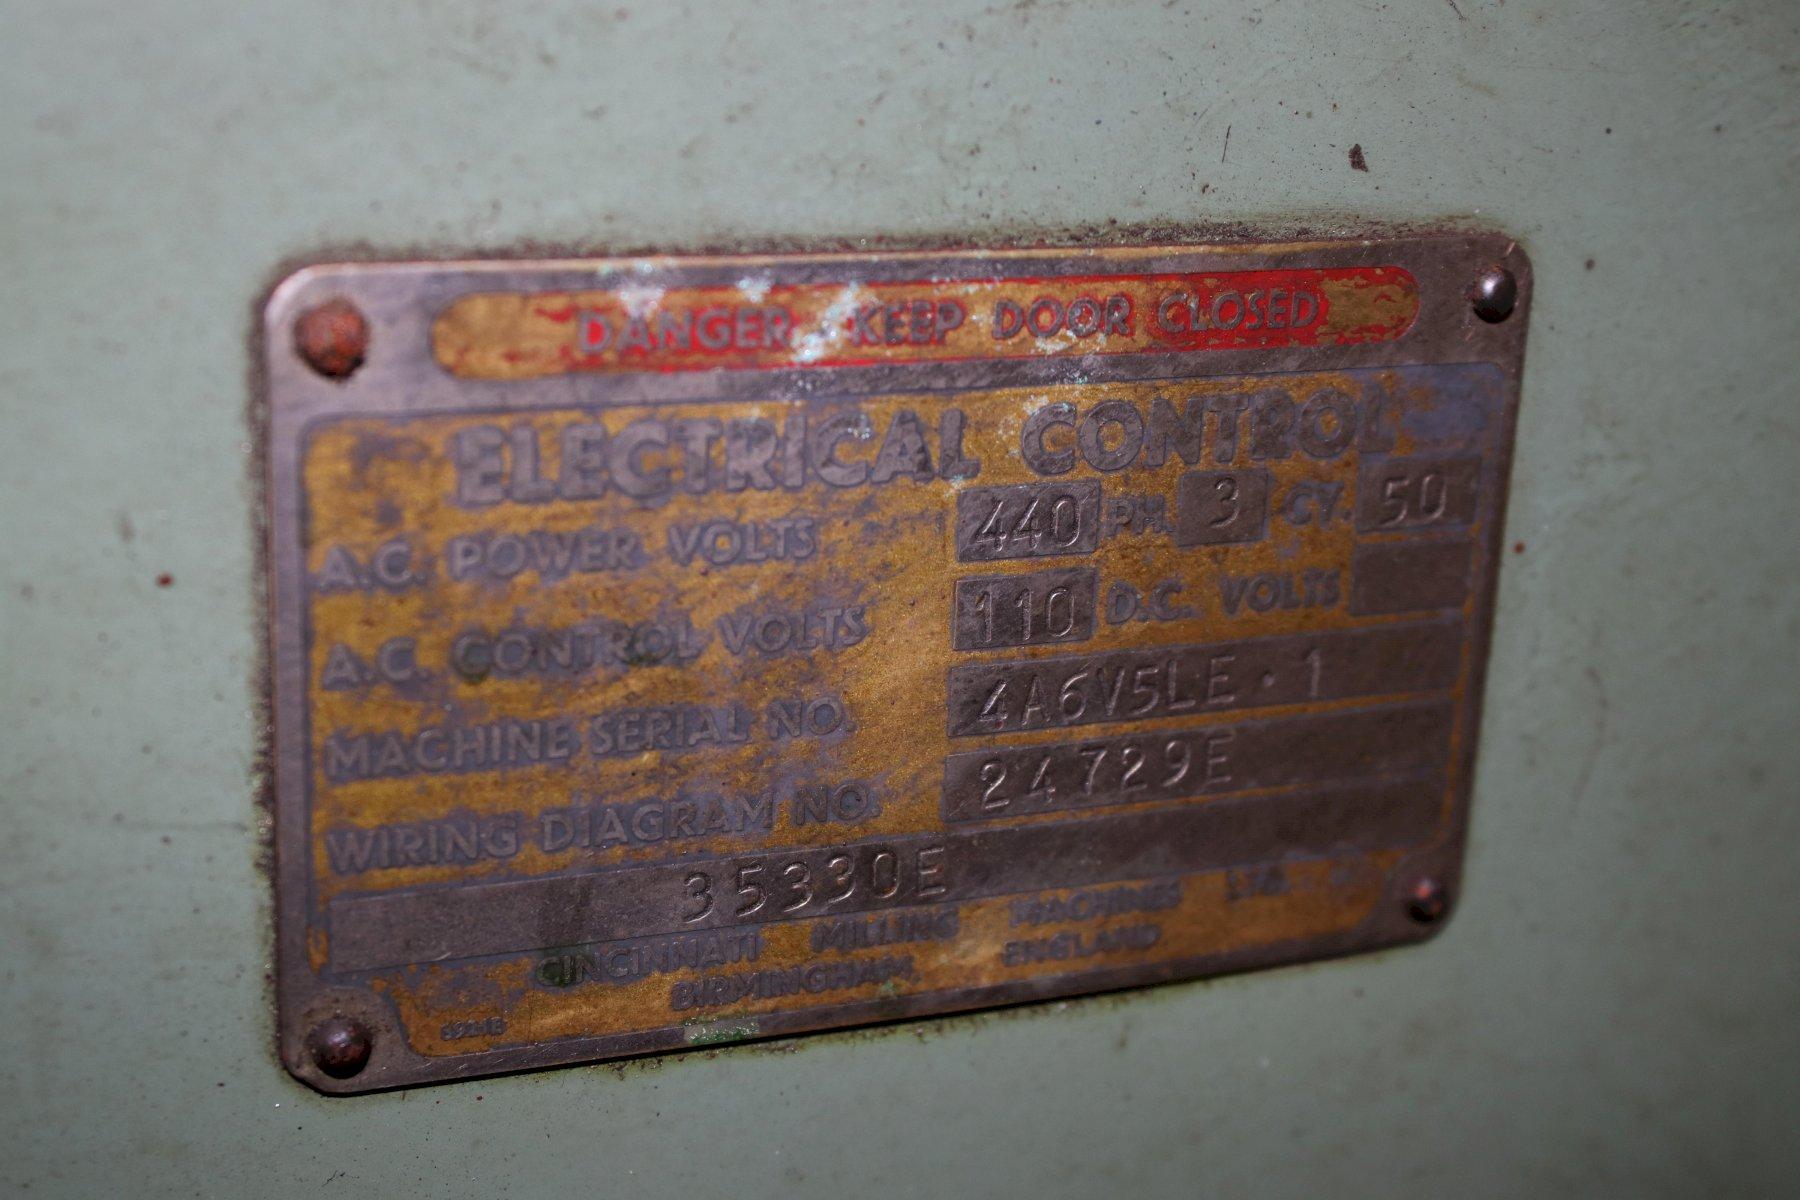 DANGER - KEEP DOOR CLOSED
ELECTRICAL CONTROL
A.C. POWER VOLTS 440 PH. 3 CY. 50
A.C. CONTROL VOLTS 110 D.C. VOLTS
MACHINE SERIAL NO. 4A6V5LE·1
WIRING DIAGRAM NO. 24729E
35330E
CINCINNATI MILLING MACHINES
BIRMINGHAM, ENGLAND